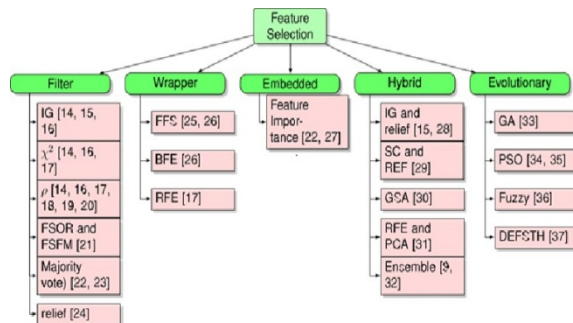 Feature
Selection
Filter
IG [14, 15,
16]
χ² [14, 16,
17]
ρ [14, 16, 17,
18, 19, 20]
FSOR and
FSFM [21]
Majority
vote) [22, 23]
relief [24]
Wrapper
FFS [25, 26]
BFE [26]
RFE [17]
Embedded
Feature
Impor-
tance [22, 27]
Hybrid
IG and
relief [15, 28]
SC and
REF [29]
GSA [30]
RFE and
PCA [31]
Ensemble [9,
32]
Evolutionary
GA [33]
PSO [34, 35]
Fuzzy [36]
DEFSTH [37]